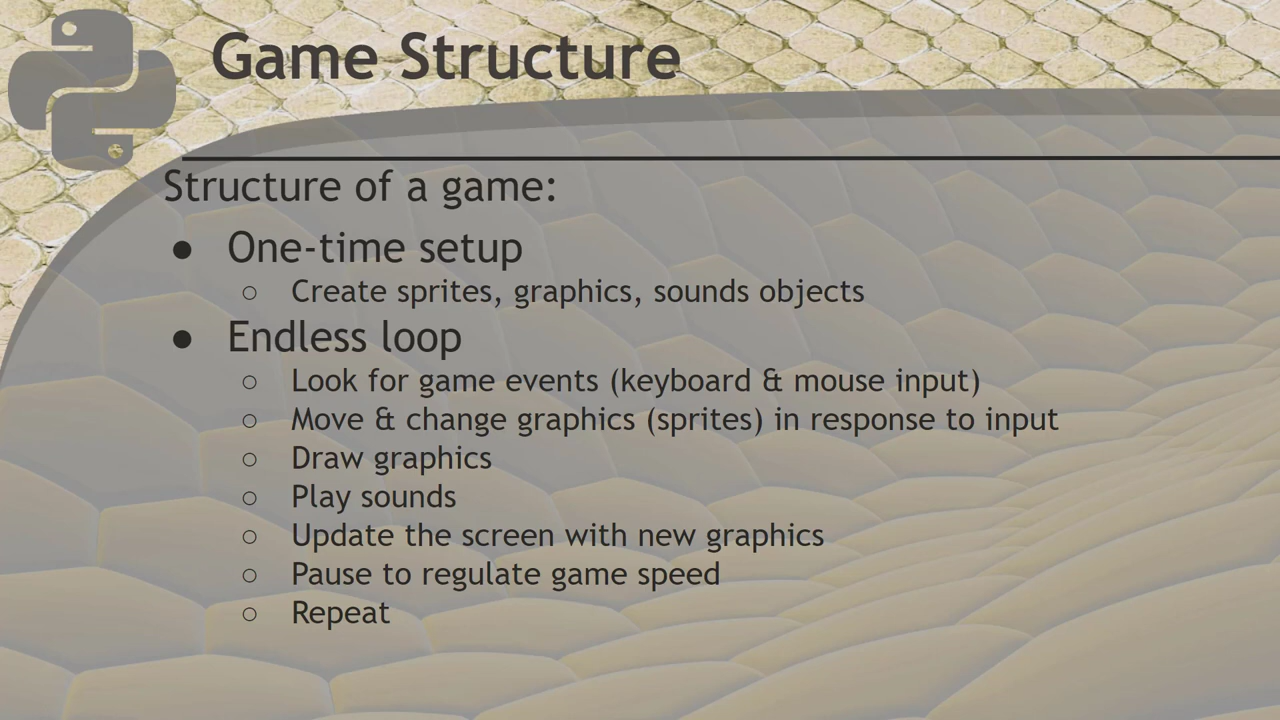 Game Structure
Structure of a game:
● One-time setup
○ Create sprites, graphics, sounds objects
● Endless loop
○ Look for game events (keyboard & mouse input)
○ Move & change graphics (sprites) in response to input
○ Draw graphics
○ Play sounds
○ Update the screen with new graphics
○ Pause to regulate game speed
○ Repeat